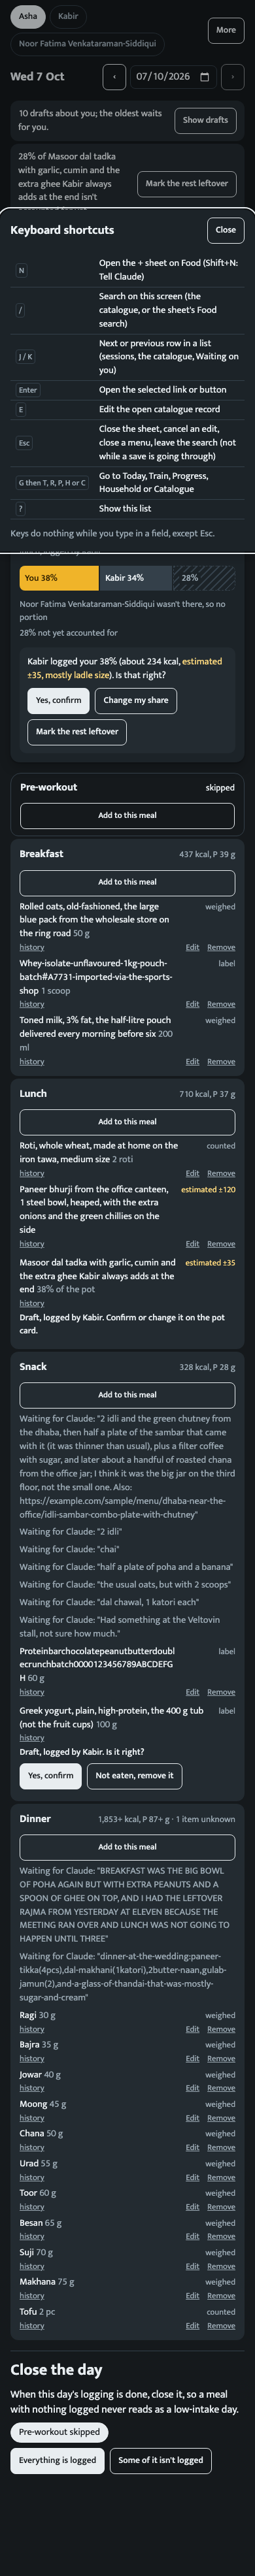 Asha
Kabir
Noor Fatima Venkataraman-Siddiqui
More
Wed 7 Oct
07/10/2026
10 drafts about you; the oldest waits
for you.
Show drafts
28% of Masoor dal tadka
with garlic, cumin and the
extra ghee Kabir always
adds at the end isn't
Mark the rest leftover
Keyboard shortcuts
Close
N
Open the + sheet on Food (Shift+N:
Tell Claude)
/
Search on this screen (the
catalogue, or the sheet's Food
search)
J / K
Next or previous row in a list
(sessions, the catalogue, Waiting on
you)
Enter
Open the selected link or button
E
Edit the open catalogue record
Esc
Close the sheet, cancel an edit,
close a menu, leave the search (not
while a save is going through)
G then T, R, P, H or C
Go to Today, Train, Progress,
Household or Catalogue
?
Show this list
Keys do nothing while you type in a field, except Esc.
You 38%
Kabir 34%
28%
Noor Fatima Venkataraman-Siddiqui wasn't there, so no
portion
28% not yet accounted for
Kabir logged your 38% (about 234 kcal, estimated
±35, mostly ladle size). Is that right?
Yes, confirm
Change my share
Mark the rest leftover
Pre-workout
skipped
Add to this meal
Breakfast
437 kcal, P 39 g
Add to this meal
Rolled oats, old-fashioned, the large
blue pack from the wholesale store on
the ring road 50 g
weighed
history
Edit Remove
Whey-isolate-unflavoured-1kg-pouch-
batch#A7731-imported-via-the-sports-
shop 1 scoop
label
history
Edit Remove
Toned milk, 3% fat, the half-litre pouch
delivered every morning before six 200
ml
weighed
history
Edit Remove
Lunch
710 kcal, P 37 g
Add to this meal
Roti, whole wheat, made at home on the
iron tawa, medium size 2 roti
counted
history
Edit Remove
Paneer bhurji from the office canteen,
1 steel bowl, heaped, with the extra
onions and the green chillies on the
side
estimated ±120
history
Edit Remove
Masoor dal tadka with garlic, cumin and
the extra ghee Kabir always adds at the
end 38% of the pot
estimated ±35
history
Draft, logged by Kabir. Confirm or change it on the pot
card.
Snack
328 kcal, P 28 g
Add to this meal
Waiting for Claude: "2 idli and the green chutney from
the dhaba, then half a plate of the sambar that came
with it (it was thinner than usual), plus a filter coffee
with sugar, and later about a handful of roasted chana
from the office jar; I think it was the big jar on the third
floor, not the small one. Also:
https://example.com/sample/menu/dhaba-near-the-
office/idli-sambar-combo-plate-with-chutney"
Waiting for Claude: "2 idli"
Waiting for Claude: "chai"
Waiting for Claude: "half a plate of poha and a banana"
Waiting for Claude: "the usual oats, but with 2 scoops"
Waiting for Claude: "dal chawal, 1 katori each"
Waiting for Claude: "Had something at the Veltovin
stall, not sure how much."
Proteinbarchocolatepeanutbutterdoubl
ecrunchbatch0000123456789ABCDEFG
H 60 g
label
history
Edit Remove
Greek yogurt, plain, high-protein, the 400 g tub
(not the fruit cups) 100 g
label
history
Draft, logged by Kabir. Is it right?
Yes, confirm
Not eaten, remove it
Dinner
1,853+ kcal, P 87+ g · 1 item unknown
Add to this meal
Waiting for Claude: "BREAKFAST WAS THE BIG BOWL
OF POHA AGAIN BUT WITH EXTRA PEANUTS AND A
SPOON OF GHEE ON TOP, AND I HAD THE LEFTOVER
RAJMA FROM YESTERDAY AT ELEVEN BECAUSE THE
MEETING RAN OVER AND LUNCH WAS NOT GOING TO
HAPPEN UNTIL THREE"
Waiting for Claude: "dinner-at-the-wedding:paneer-
tikka(4pcs),dal-makhani(1katori),2butter-naan,gulab-
jamun(2),and-a-glass-of-thandai-that-was-mostly-
sugar-and-cream"
Ragi 30 g
weighed
history
Edit Remove
Bajra 35 g
weighed
history
Edit Remove
Jowar 40 g
weighed
history
Edit Remove
Moong 45 g
weighed
history
Edit Remove
Chana 50 g
weighed
history
Edit Remove
Urad 55 g
weighed
history
Edit Remove
Toor 60 g
weighed
history
Edit Remove
Besan 65 g
weighed
history
Edit Remove
Suji 70 g
weighed
history
Edit Remove
Makhana 75 g
weighed
history
Edit Remove
Tofu 2 pc
counted
history
Edit Remove
Close the day
When this day's logging is done, close it, so a meal
with nothing logged never reads as a low-intake day.
Pre-workout skipped
Everything is logged
Some of it isn't logged